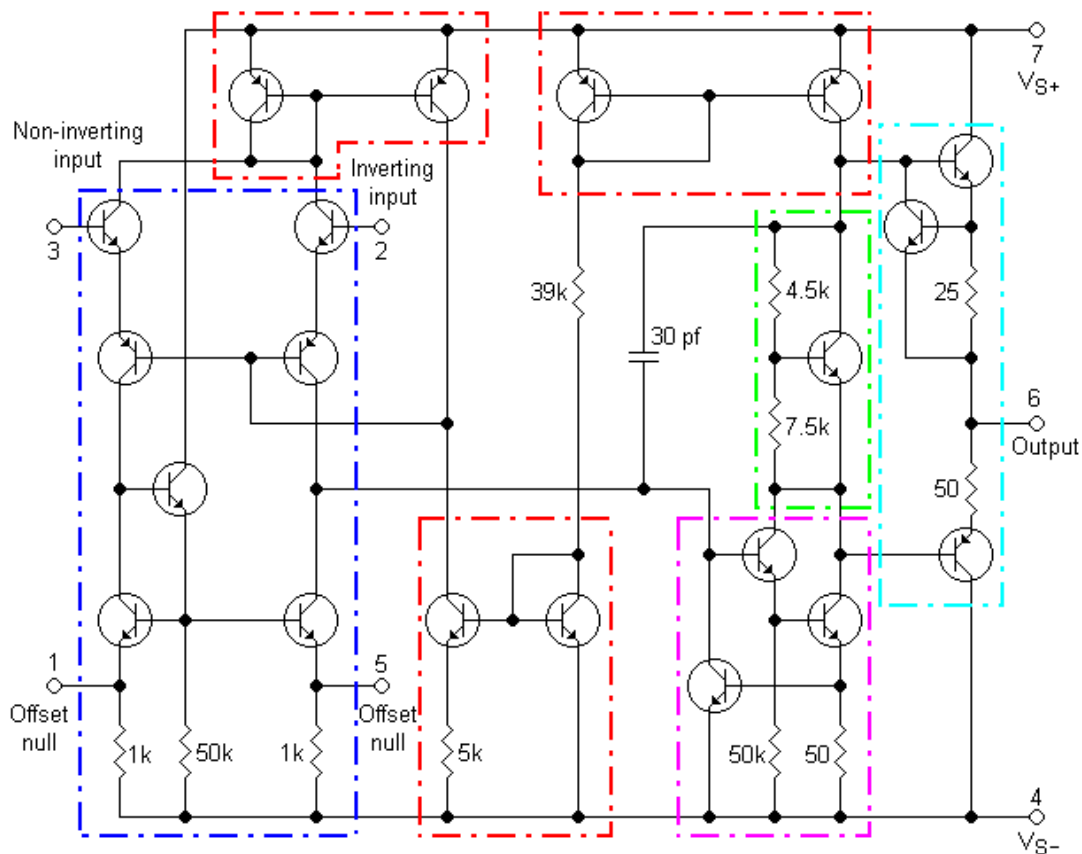 7
VS+
Non-inverting
input
Inverting
input
3
2
39k
4.5k
25
30 pf
7.5k
6
Output
50
1
5
Offset
null
Offset
null
1k
50k
1k
5k
50k
50
4
VS−